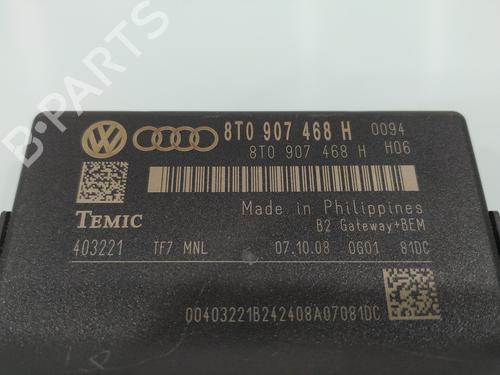 8T0 907 468 H 0094
8T0 907 468 H H06
TEMIC
Made in Philippines
B2 Gateway+BEM
403221 TF7 MNL 07.10.08 0G01 81DC
00403221B242408A07081DC
B-PARTS